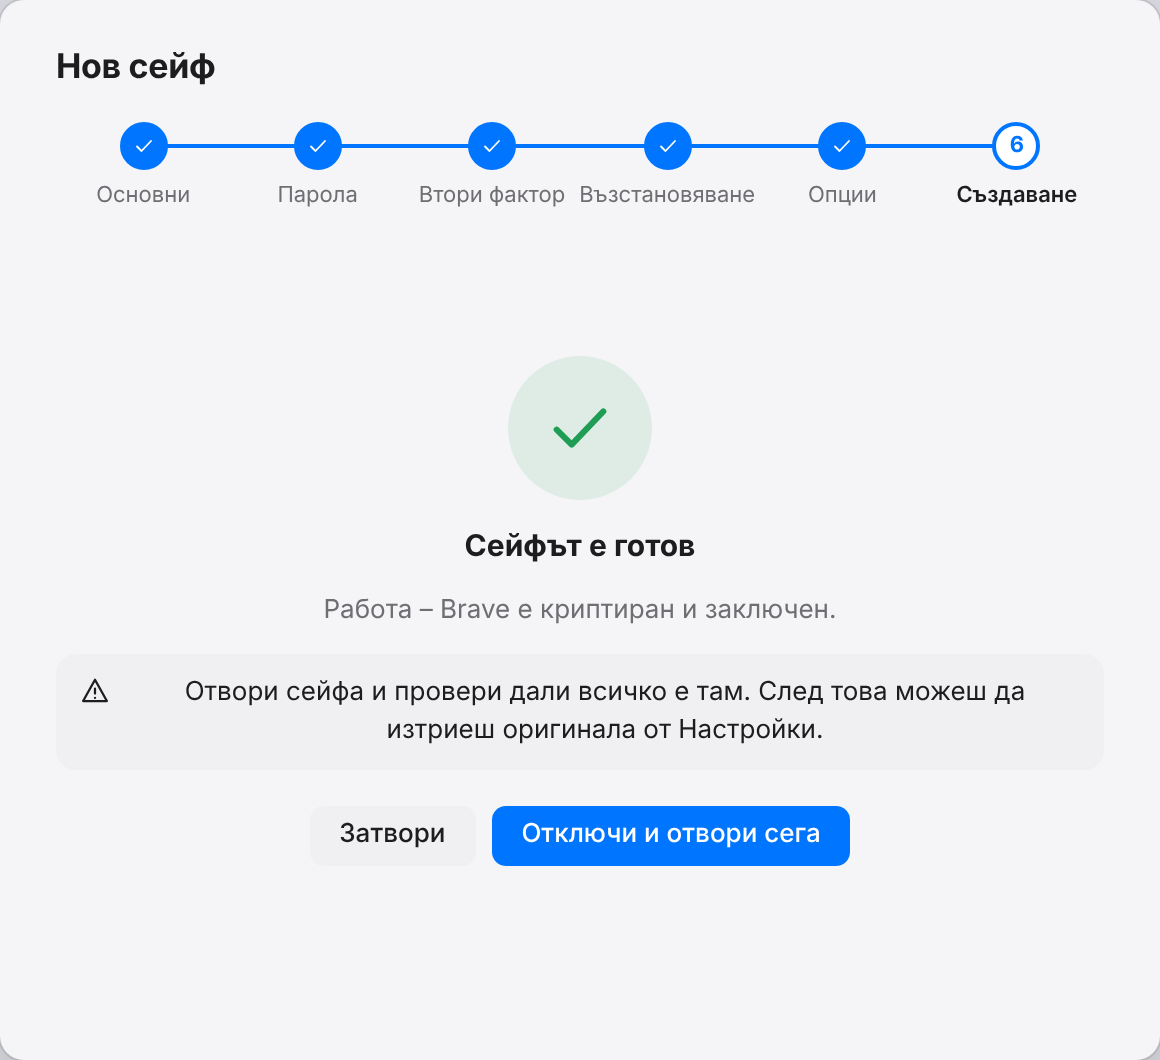 Нов сейф
6
Основни
Парола
Втори фактор
Възстановяване
Опции
Създаване
Сейфът е готов
Работа – Brave е криптиран и заключен.
Отвори сейфа и провери дали всичко е там. След това можеш да
изтриеш оригинала от Настройки.
Затвори
Отключи и отвори сега